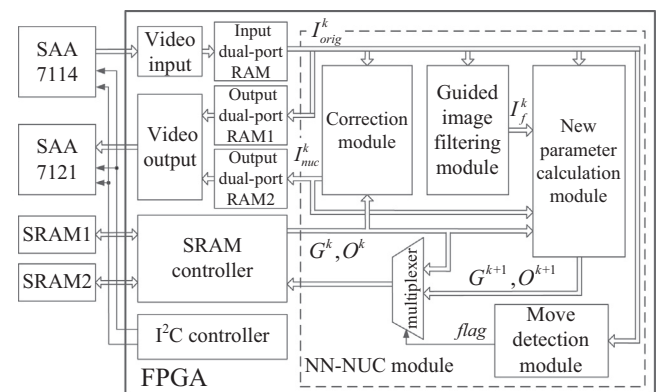 SAA
7114
Video
input
Input
dual-port
RAM
I^k_orig
SAA
7121
Video
output
Output
dual-port
RAM1
Output
dual-port
RAM2
I^k_nuc
Correction
module
Guided
image
filtering
module
I^k_f
New
parameter
calculation
module
SRAM1
SRAM2
SRAM
controller
G^k, O^k
multiplexer
G^{k+1}, O^{k+1}
I²C controller
flag
Move
detection
module
NN-NUC module
FPGA